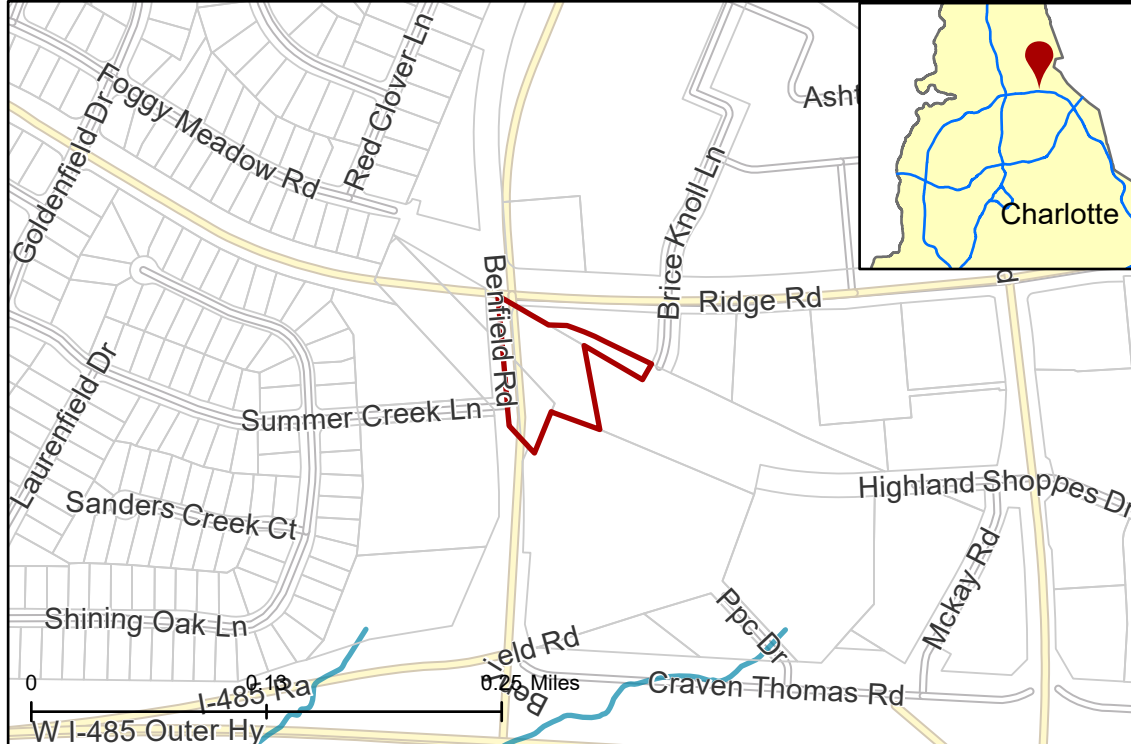 Foggy Meadow Rd
Red Clover Ln
Goldenfield Dr
Asht
Charlotte
Brice Knoll Ln
Benfield Rd
Ridge Rd
d
Laurenfield Dr
Summer Creek Ln
Sanders Creek Ct
Highland Shoppes Dr
Mckay Rd
Ppc Dr
Shining Oak Ln
Benfield Rd
Craven Thomas Rd
0 0.13 0.25 Miles
I-485 Ra
W I-485 Outer Hy